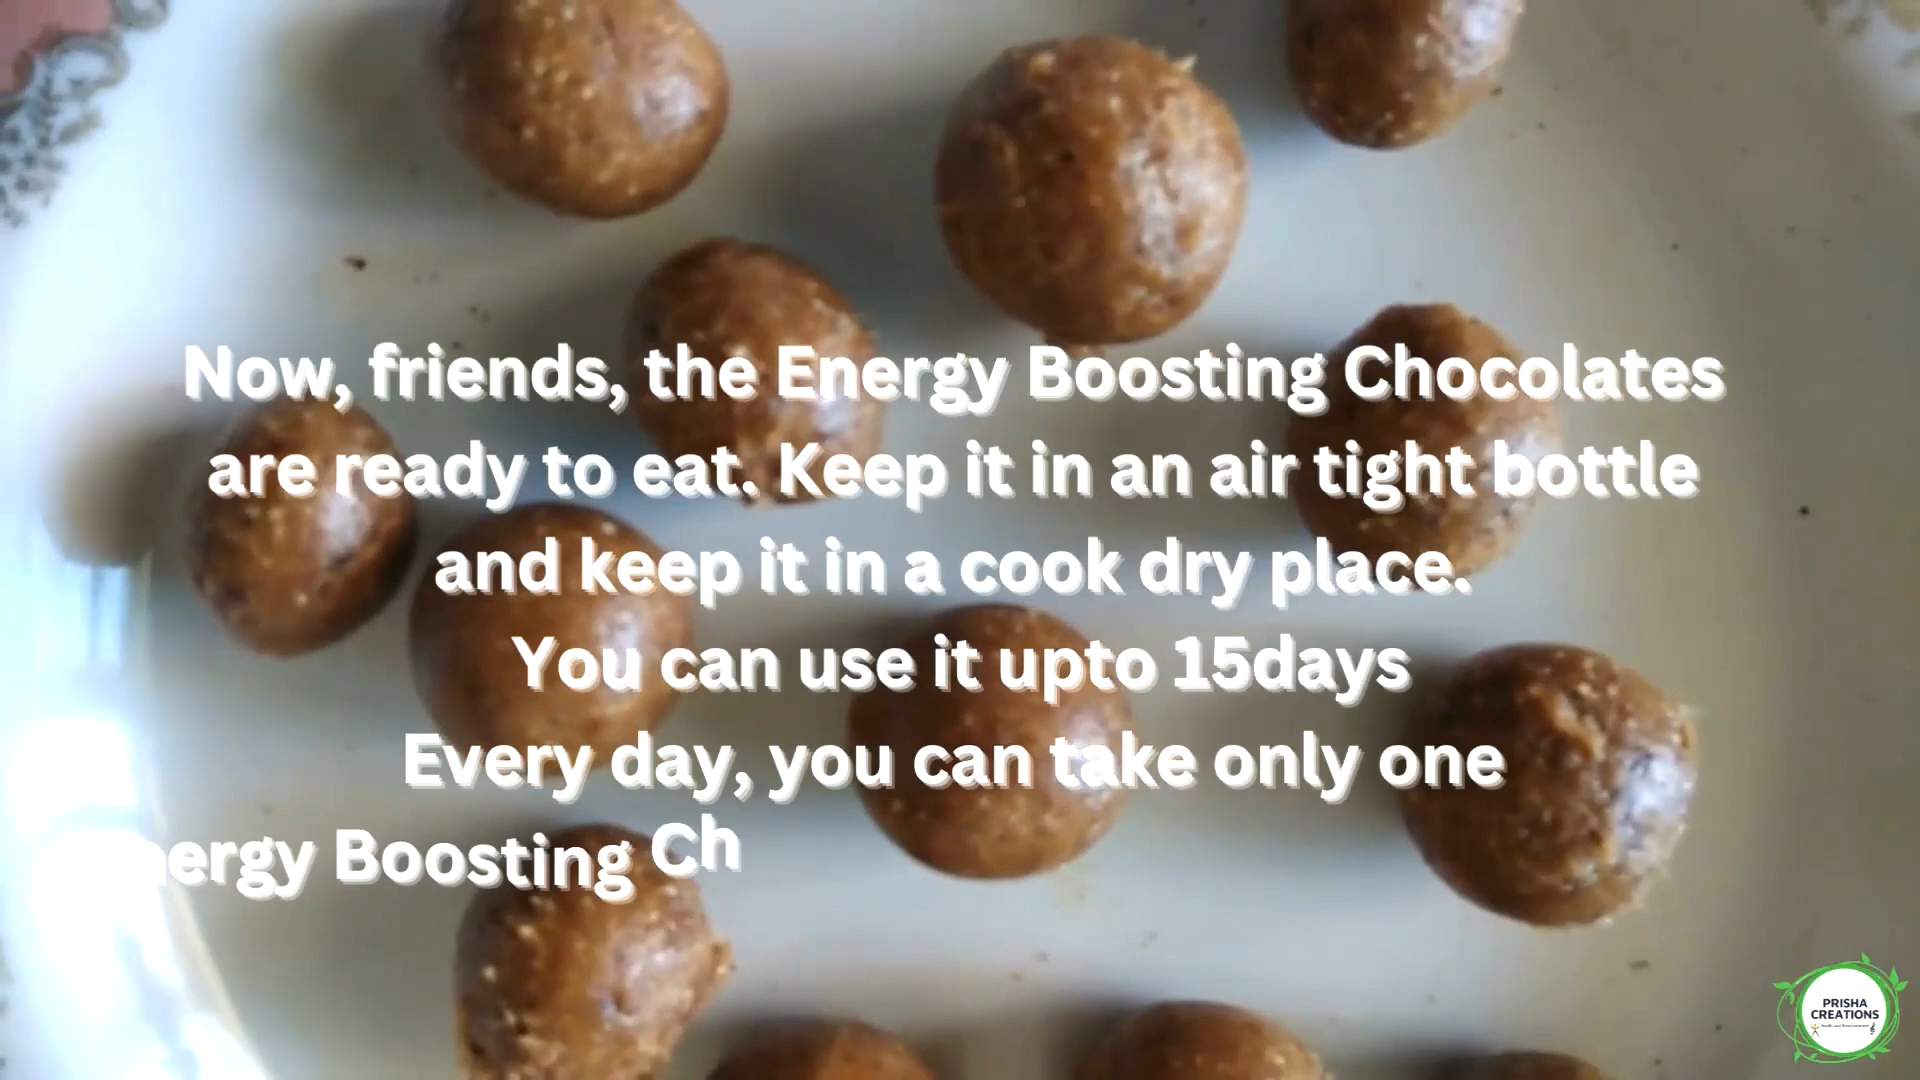 Now, friends, the Energy Boosting Chocolates
are ready to eat. Keep it in an air tight bottle
and keep it in a cook dry place.
You can use it upto 15days
Every day, you can take only one
nergy Boosting Ch
PRISHA
CREATIONS